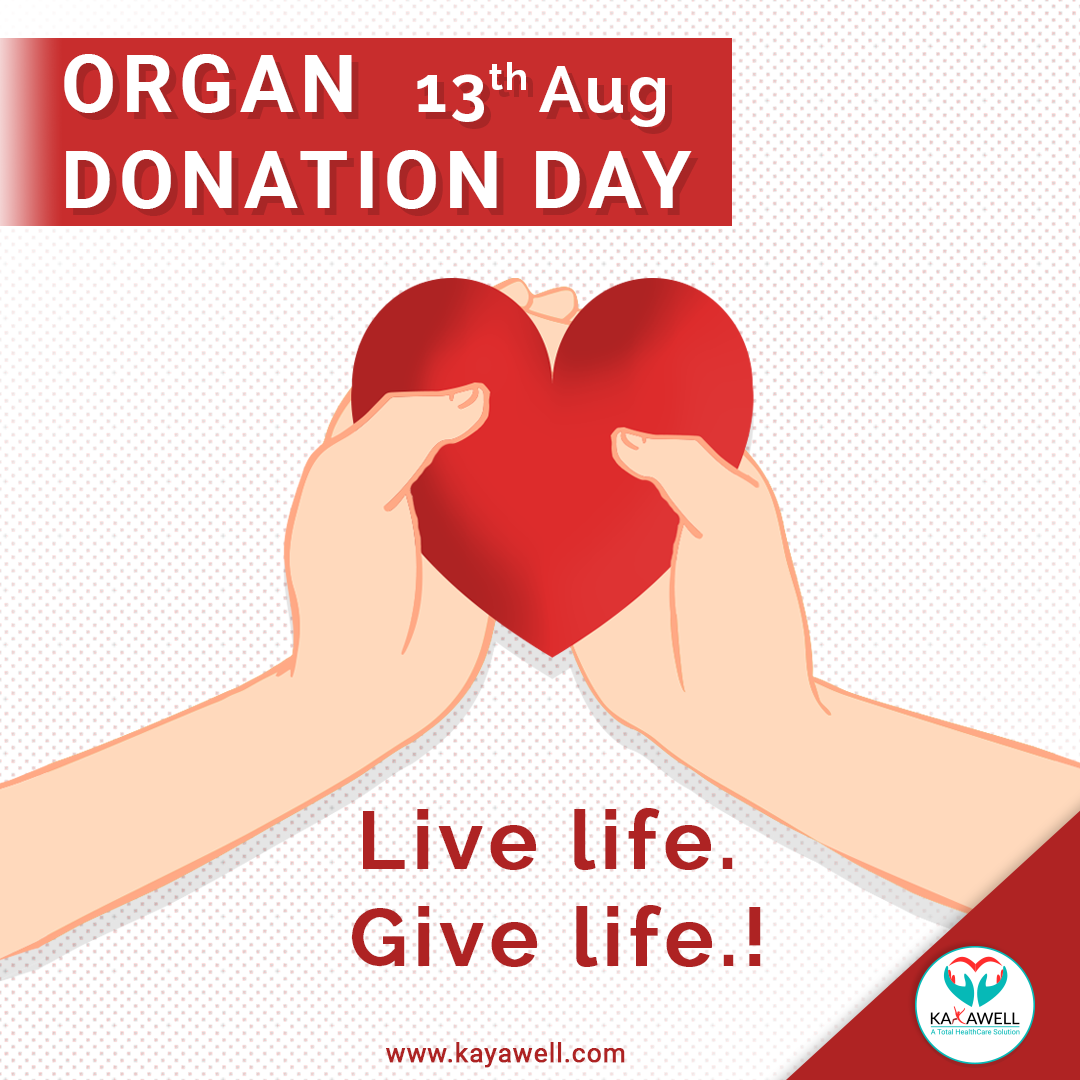 ORGAN 13th Aug
DONATION DAY
Live life.
Give life.!
KAYAWELL
A Total HealthCare Solution
www.kayawell.com